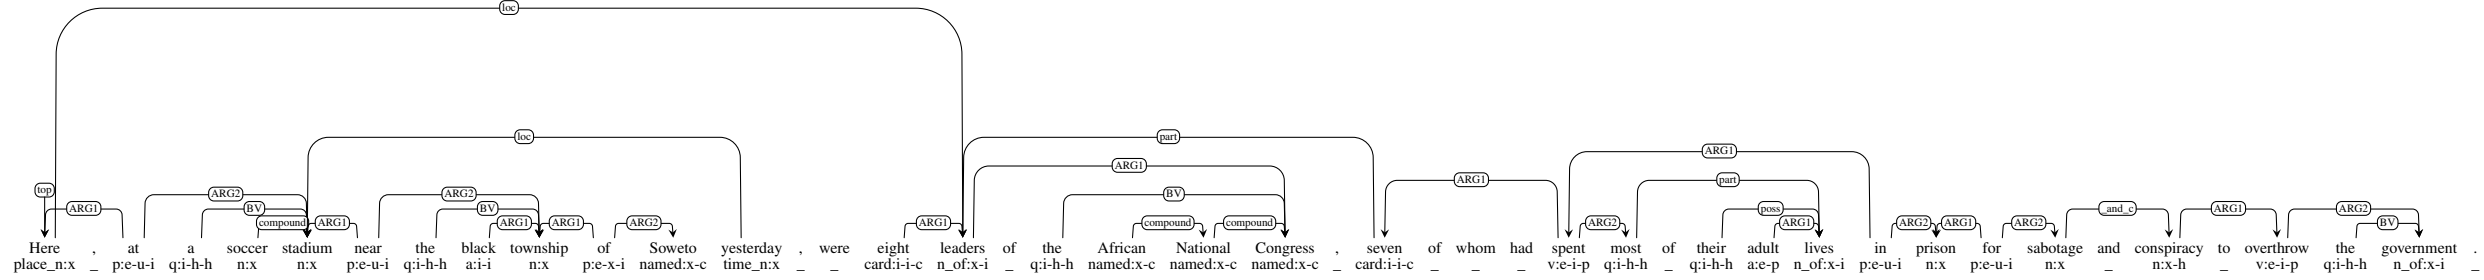 loc
loc
part
ARG1
ARG1
top
ARG2
ARG2
BV
ARG1
part
ARG1
BV
BV
poss
_and_c
ARG1
ARG2
compound
ARG1
ARG1
ARG1
ARG2
ARG1
compound
compound
ARG2
ARG1
ARG2
ARG1
ARG2
BV
Here , at a soccer stadium near the black township of Soweto yesterday , were eight leaders of the African National Congress , seven of whom had spent most of their adult lives in prison for sabotage and conspiracy to overthrow the government .
place_n:x _ p:e-u-i q:i-h-h n:x n:x p:e-u-i q:i-h-h a:i-i n:x p:e-x-i named:x-c time_n:x _ _ card:i-i-c n_of:x-i _ q:i-h-h named:x-c named:x-c named:x-c _ card:i-i-c _ _ _ v:e-i-p q:i-h-h _ q:i-h-h a:e-p n_of:x-i p:e-u-i n:x p:e-u-i n:x _ n:x-h _ v:e-i-p q:i-h-h n_of:x-i _